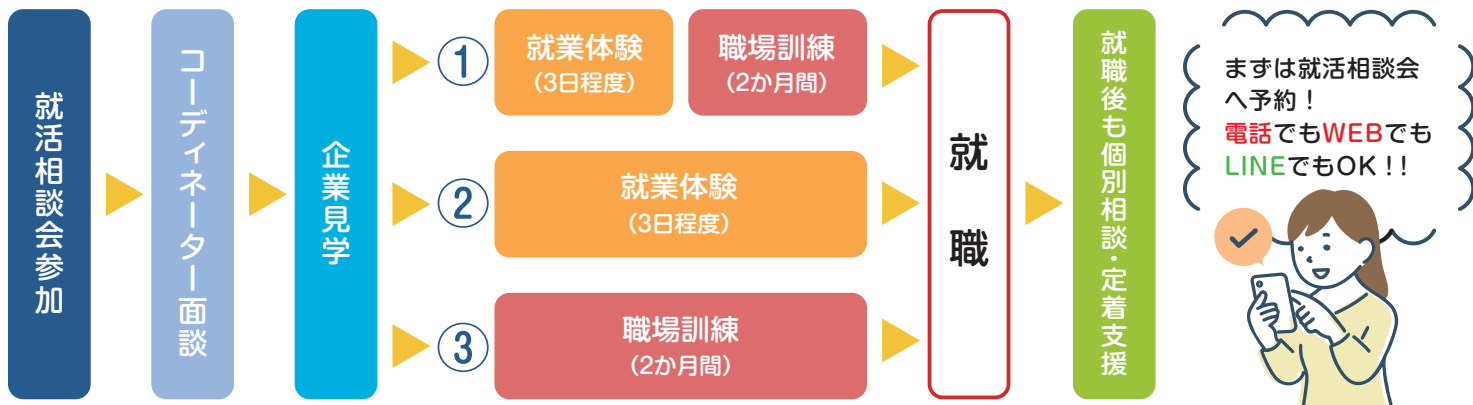 就活相談会参加
コーディネーター面談
企業見学
①
就業体験
(3日程度)
職場訓練
(2か月間)
②
就業体験
(3日程度)
③
職場訓練
(2か月間)
就職
就職後も個別相談・定着支援
まずは就活相談会
へ予約！
電話でもWEBでも
LINEでもOK！！